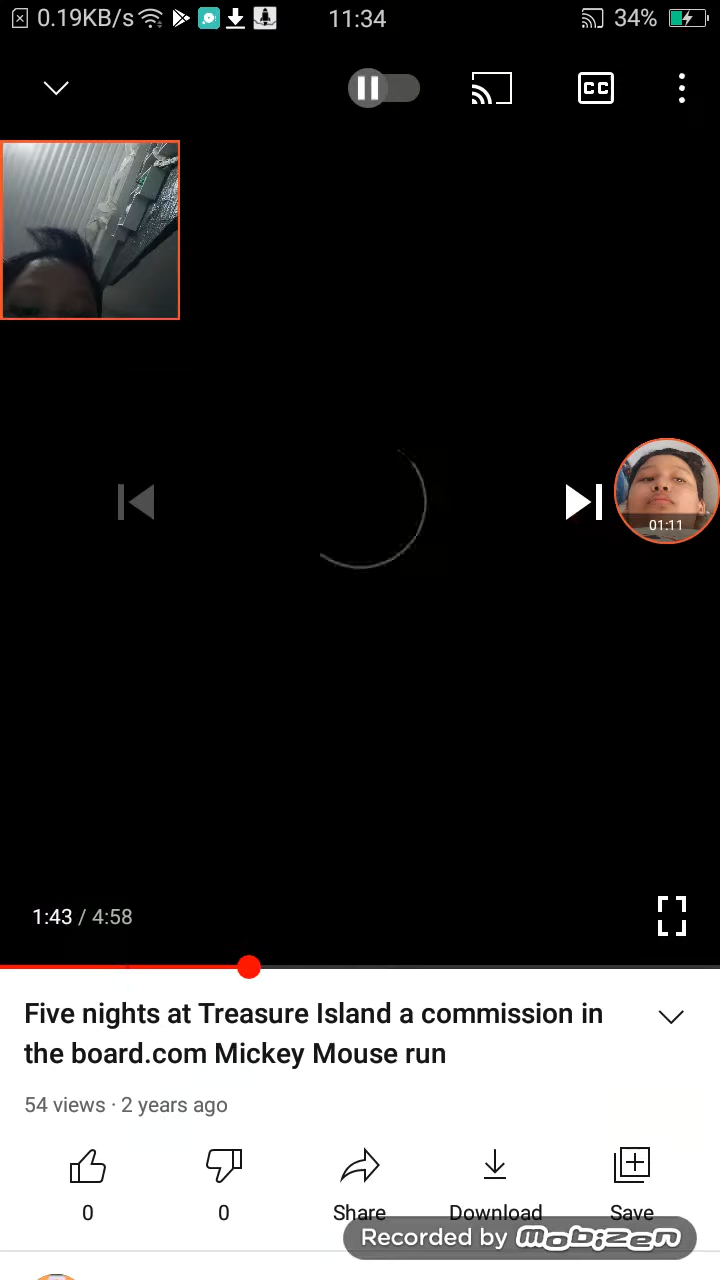 0.19KB/s 11:34 34%
CC
01:11
1:43 / 4:58
Five nights at Treasure Island a commission in
the board.com Mickey Mouse run
54 views · 2 years ago
0 0 Share Download Save
Recorded by mobizen